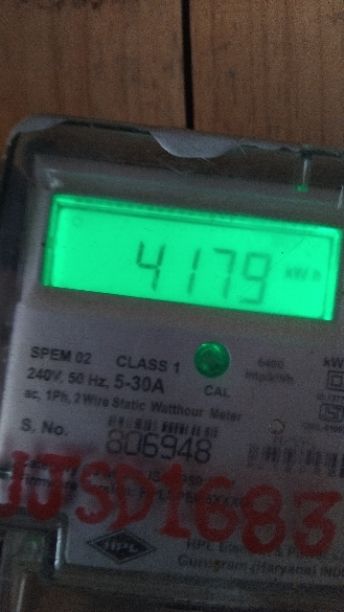 4179 kWh
SPEM 02 CLASS 1
240V, 50 Hz, 5-30A CAL
ac, 1Ph, 2 Wire Static Watthour Meter
S. No.
806948
JJSD1683
HPL
Gurugram (Haryana)